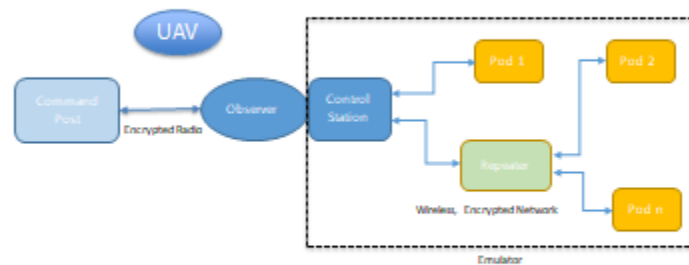 UAV
Command
Post
Encrypted Radio
Observer
Control
Station
Pod 1
Pod 2
Repeater
Wireless, Encrypted Network
Pod n
Emulator